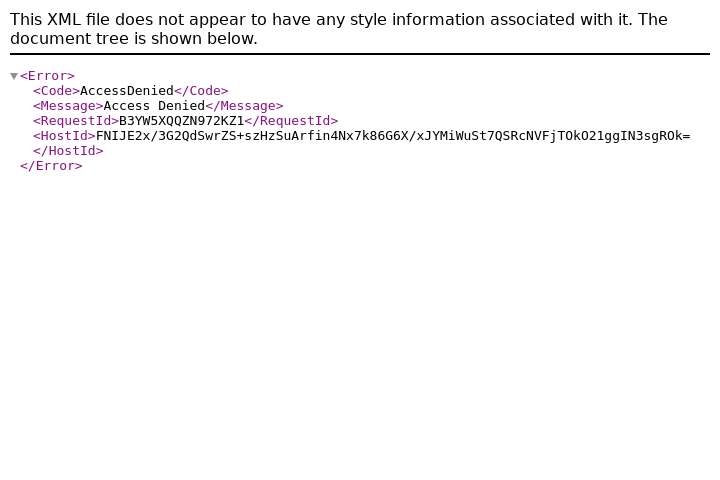 This XML file does not appear to have any style information associated with it. The
document tree is shown below.
<Error>
<Code>AccessDenied</Code>
<Message>Access Denied</Message>
<RequestId>B3YW5XQQZN972KZ1</RequestId>
<HostId>FNIJE2x/3G2QdSwrZS+szHzSuArfin4Nx7k86G6X/xJYMiWuSt7QSRcNVFjTOkO21ggIN3sgROk=
</HostId>
</Error>